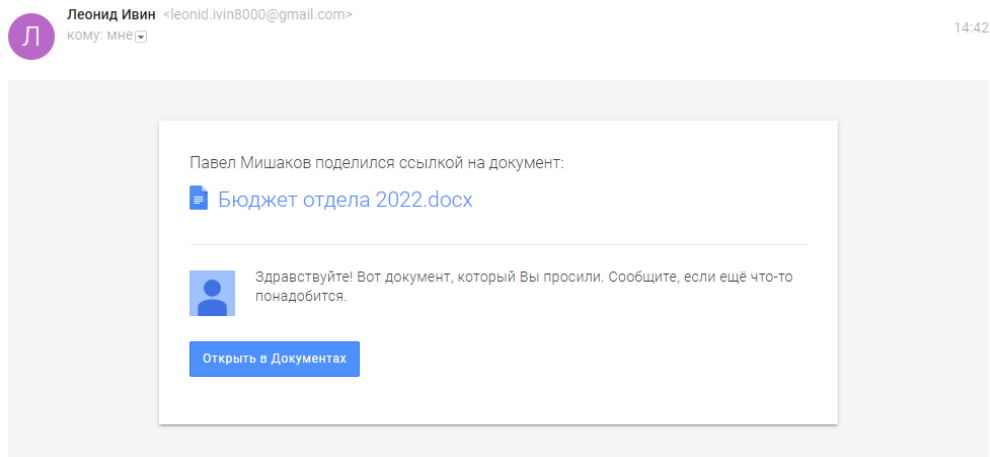 Леонид Ивин <leonid.ivin8000@gmail.com>
кому: мне
14:42
Л
Павел Мишаков поделился ссылкой на документ:
Бюджет отдела 2022.docx
Здравствуйте! Вот документ, который Вы просили. Сообщите, если ещё что-то
понадобится.
Открыть в Документах